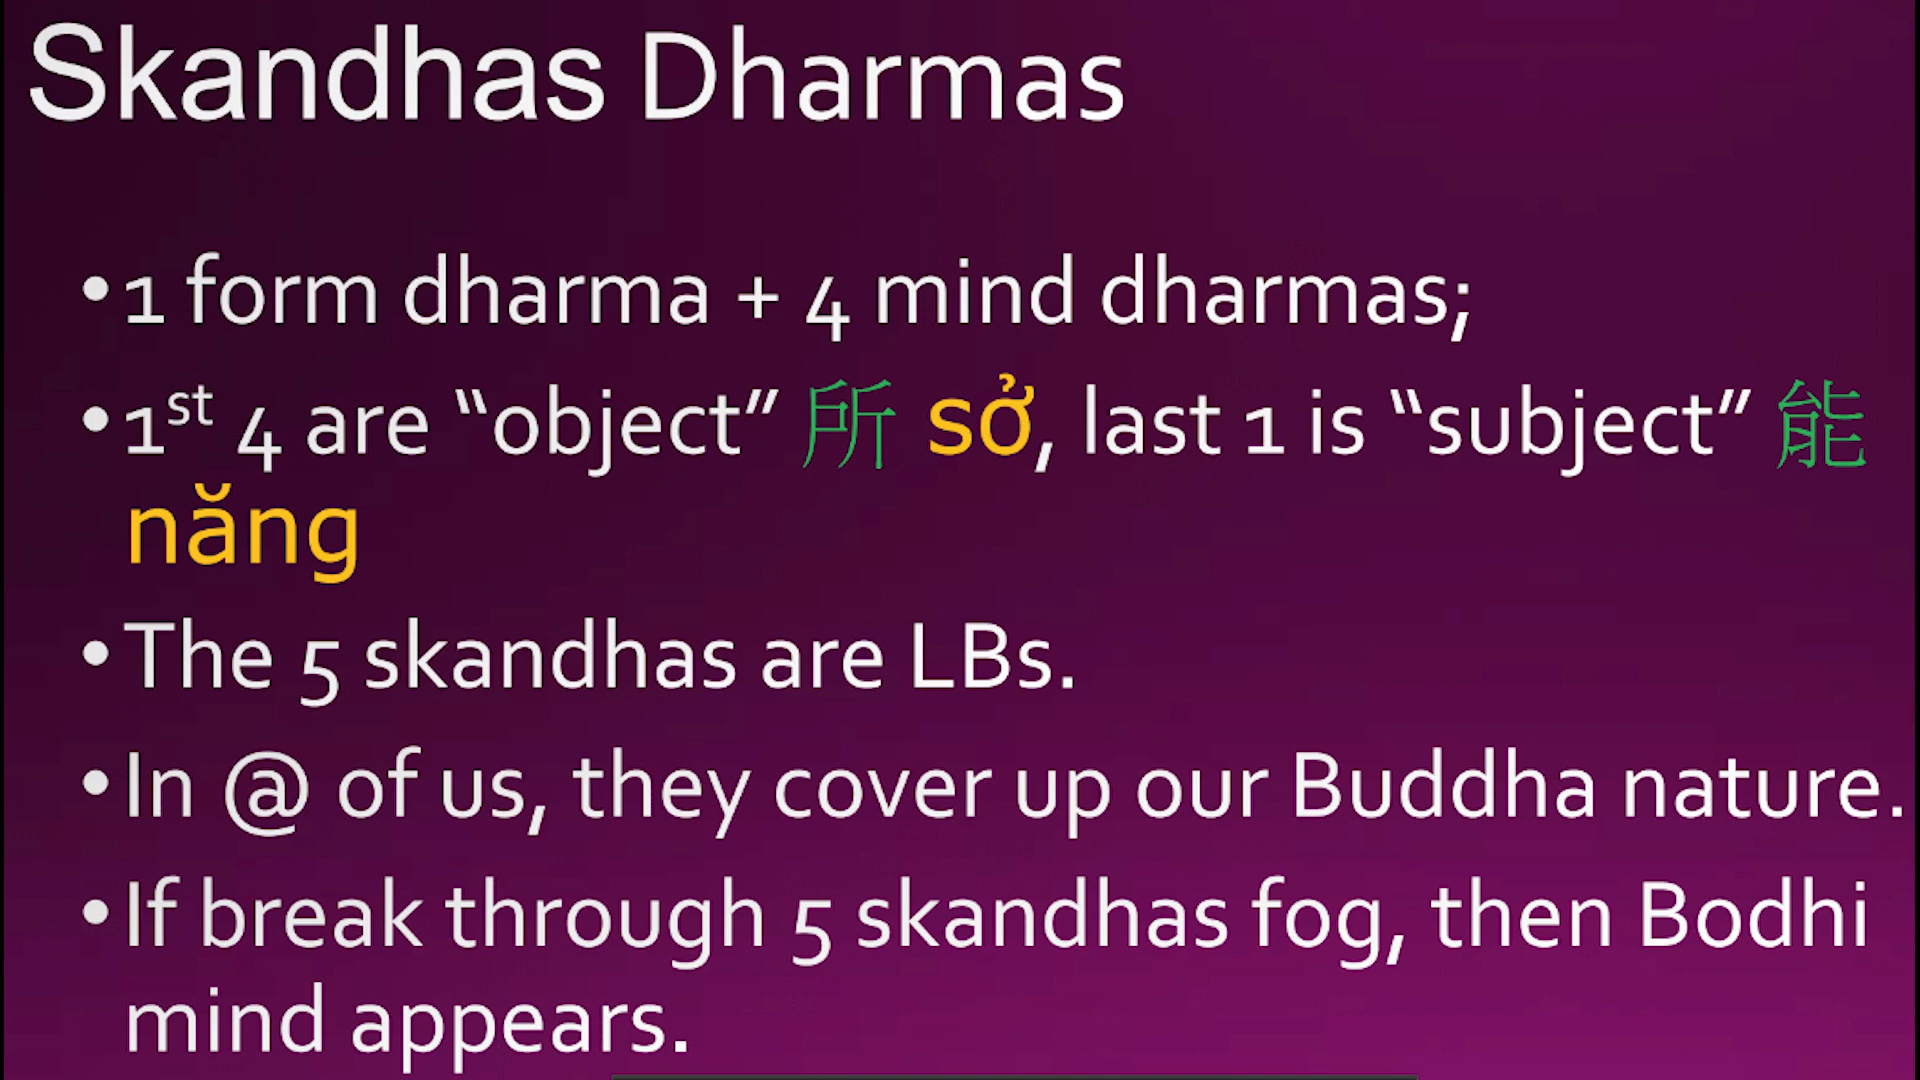 Skandhas Dharmas
•1 form dharma + 4 mind dharmas;
•1st 4 are “object” 所 sở, last 1 is “subject” 能
năng
•The 5 skandhas are LBs.
•In @ of us, they cover up our Buddha nature.
•If break through 5 skandhas fog, then Bodhi
mind appears.